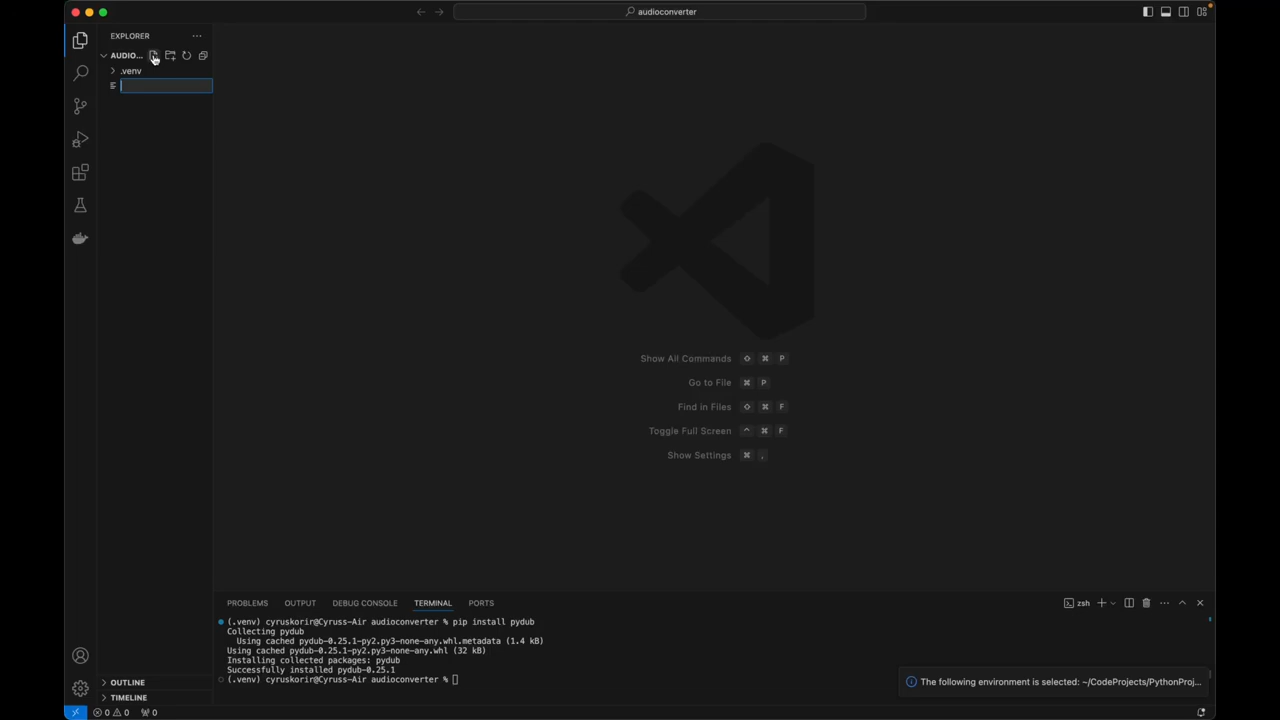 audioconverter
EXPLORER
AUDIO...
.venv
Show All Commands ⇧ ⌘ P
Go to File ⌘ P
Find in Files ⇧ ⌘ F
Toggle Full Screen ^ ⌘ F
Show Settings ⌘ ,
PROBLEMS OUTPUT DEBUG CONSOLE TERMINAL PORTS
zsh
(.venv) cyruskorir@Cyruss-Air audioconverter % pip install pydub
Collecting pydub
Using cached pydub-0.25.1-py2.py3-none-any.whl.metadata (1.4 kB)
Using cached pydub-0.25.1-py2.py3-none-any.whl (32 kB)
Installing collected packages: pydub
Successfully installed pydub-0.25.1
(.venv) cyruskorir@Cyruss-Air audioconverter %
The following environment is selected: ~/CodeProjects/PythonProj...
OUTLINE
TIMELINE
0 0 0